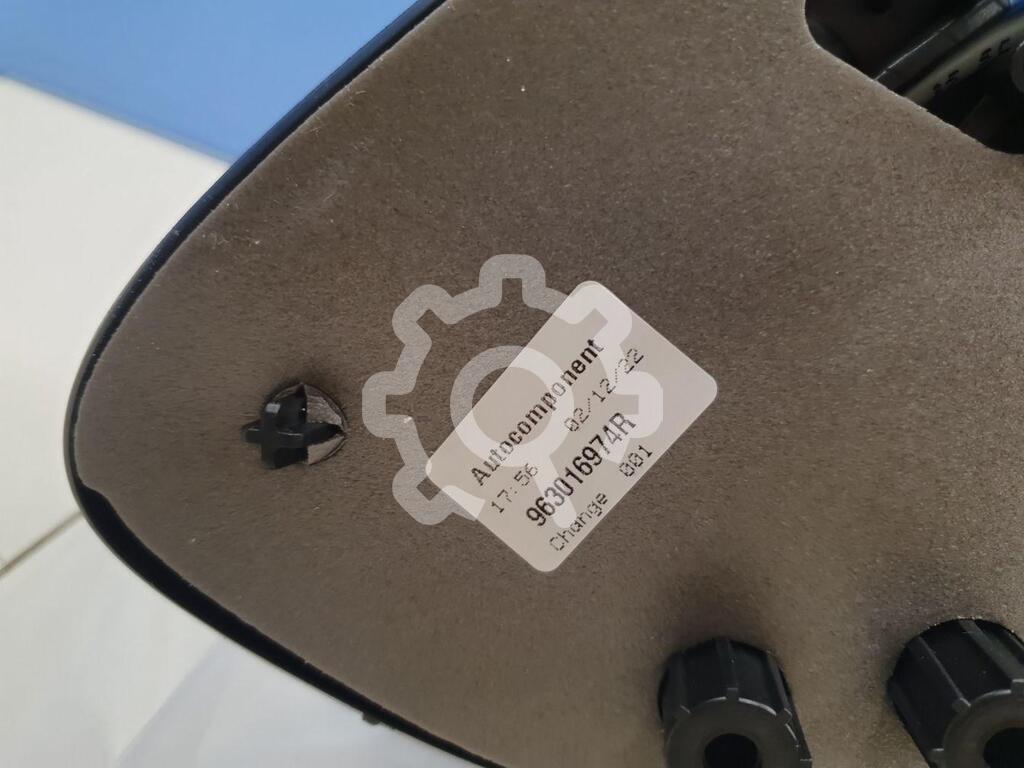 Autocomponent
17:56 02/12/22
963016974R
Change 001